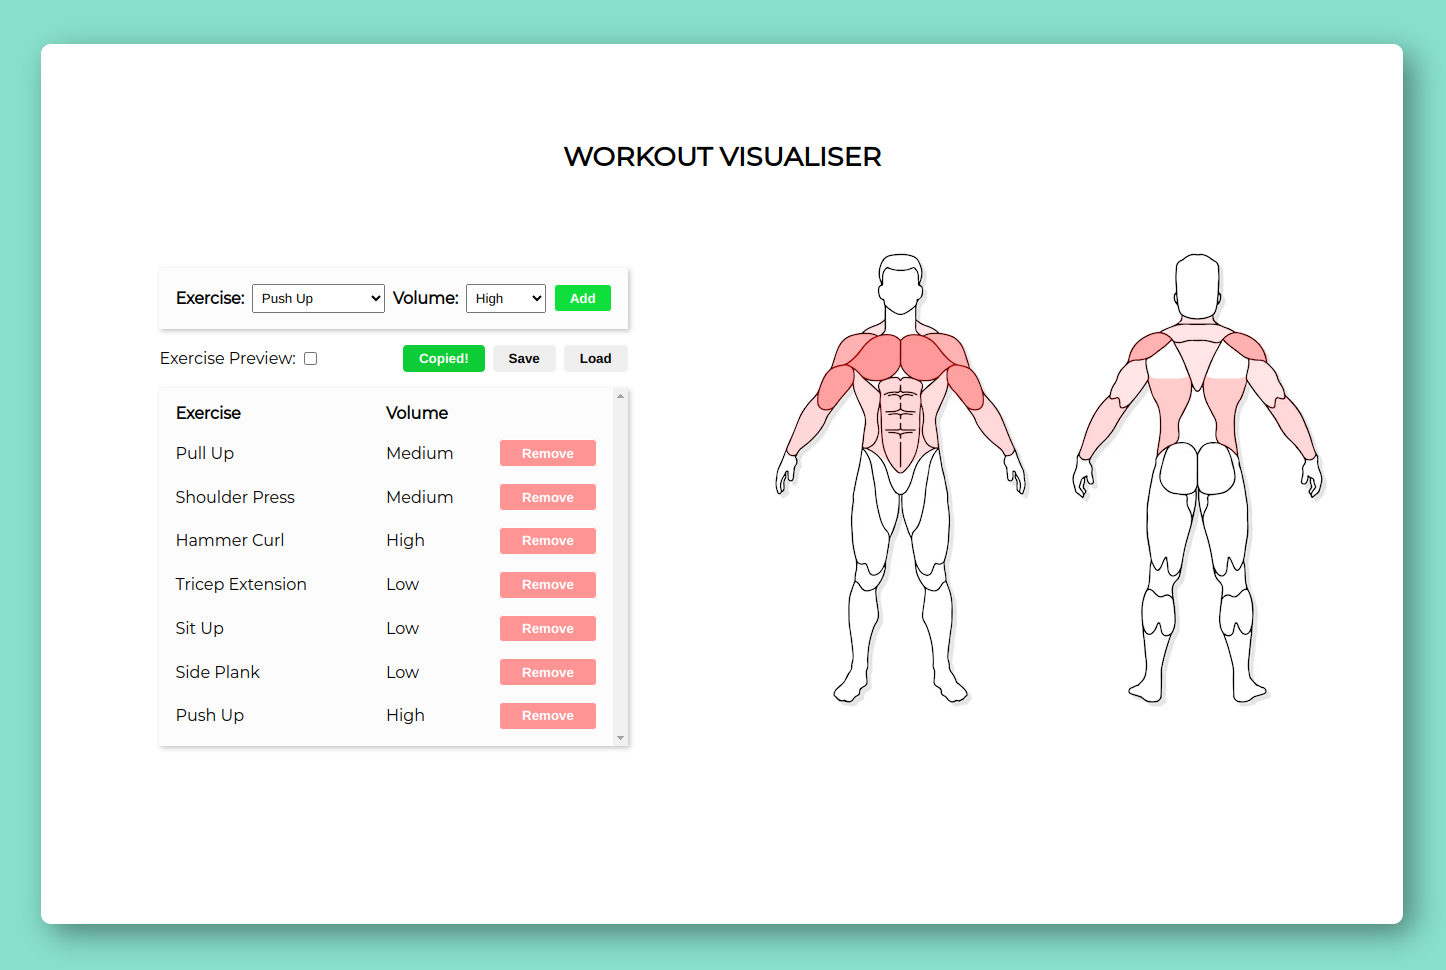 WORKOUT VISUALISER
Exercise: Push Up Volume: High Add
Exercise Preview: Copied! Save Load
Exercise Volume
Pull Up Medium Remove
Shoulder Press Medium Remove
Hammer Curl High Remove
Tricep Extension Low Remove
Sit Up Low Remove
Side Plank Low Remove
Push Up High Remove